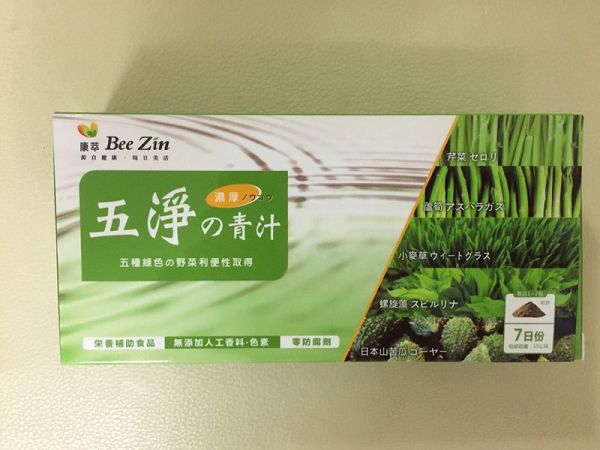 康萃 Bee Zin
源自健康 · 每日美活
濃厚 ノウコウ
五淨の青汁
五種綠色の野菜利便性取得
栄養補助食品
無添加人工香料·色素
零防腐劑
芹菜 セロリ
蘆筍 アスパラガス
小麥草 ウィートグラス
螺旋藻 スピルリナ
日本山苦瓜 ゴーヤー
7日份